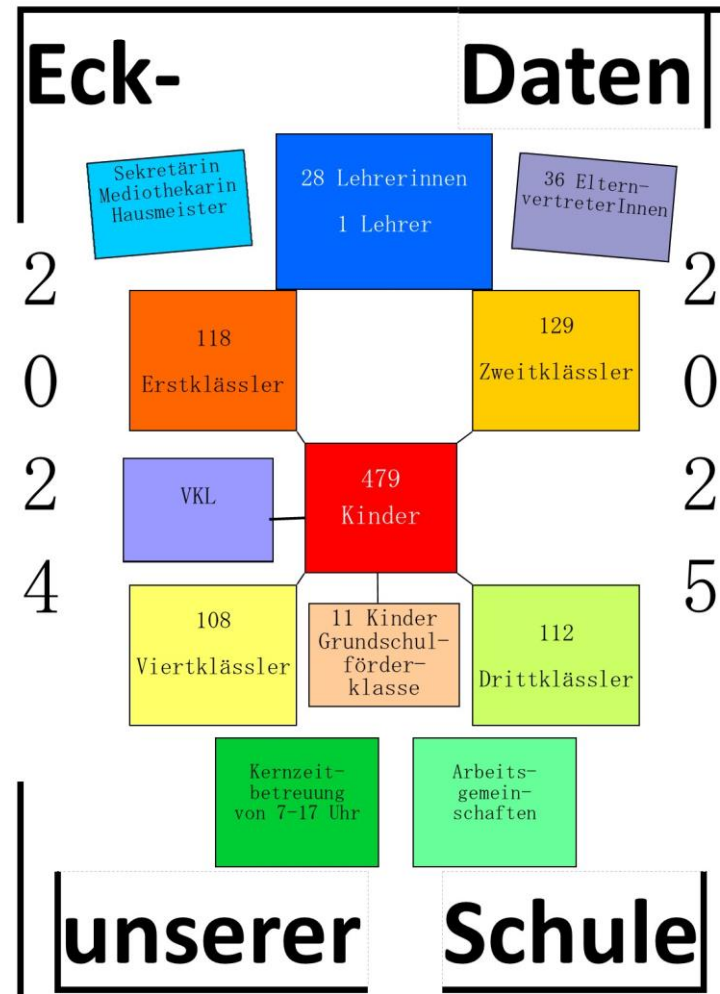 Eck- Daten
Sekretärin
Mediothekarin
Hausmeister
28 Lehrerinnen
1 Lehrer
36 Eltern-
vertreterInnen
2
0
2
4
2
0
2
5
118
Erstklässler
129
Zweitklässler
VKL
479
Kinder
108
Viertklässler
11 Kinder
Grundschul-
förder-
klasse
112
Drittklässler
Kernzeit-
betreuung
von 7-17 Uhr
Arbeits-
gemein-
schaften
unserer Schule